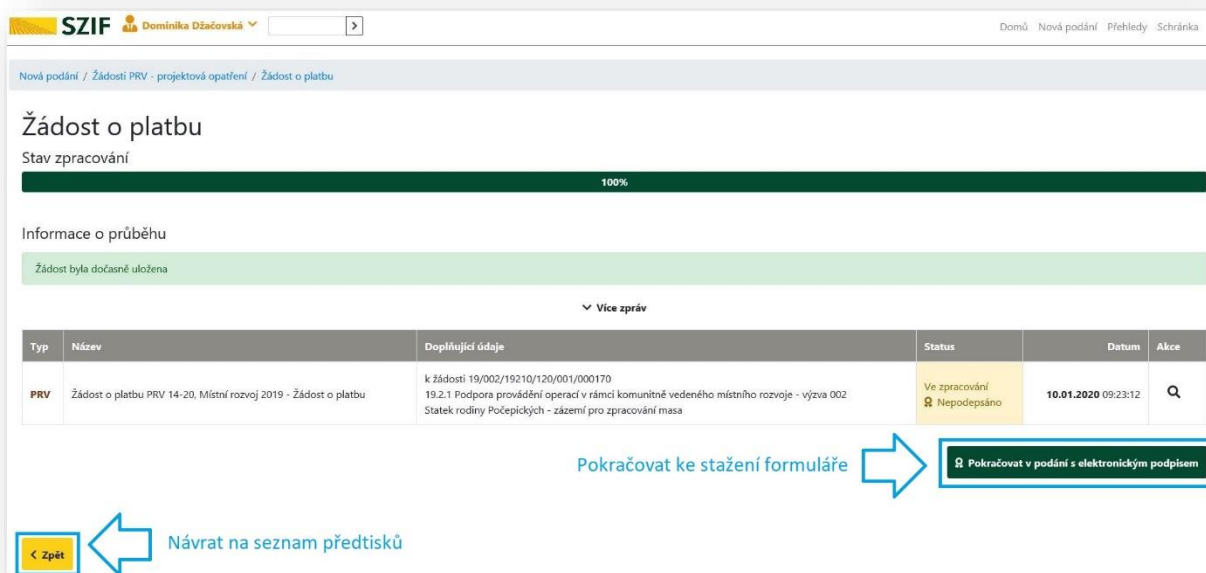 SZIF Dominika Džačovská
Domů Nová podání Přehledy Schránka
Nová podání / Žádosti PRV - projektová opatření / Žádost o platbu
Žádost o platbu
Stav zpracování
100%
Informace o průběhu
Žádost byla dočasně uložena
Více zpráv
Typ Název Doplňující údaje Status Datum Akce
k žádosti 19/002/19210/120/001/000170
PRV Žádost o platbu PRV 14-20, Místní rozvoj 2019 - Žádost o platbu 19.2.1 Podpora provádění operací v rámci komunitně vedeného místního rozvoje - výzva 002 Ve zpracování 10.01.2020 09:23:12
Statek rodiny Počepických - zázemí pro zpracování masa Nepodepsáno
Pokračovat ke stažení formuláře Pokračovat v podání s elektronickým podpisem
< Zpět Návrat na seznam předtisků